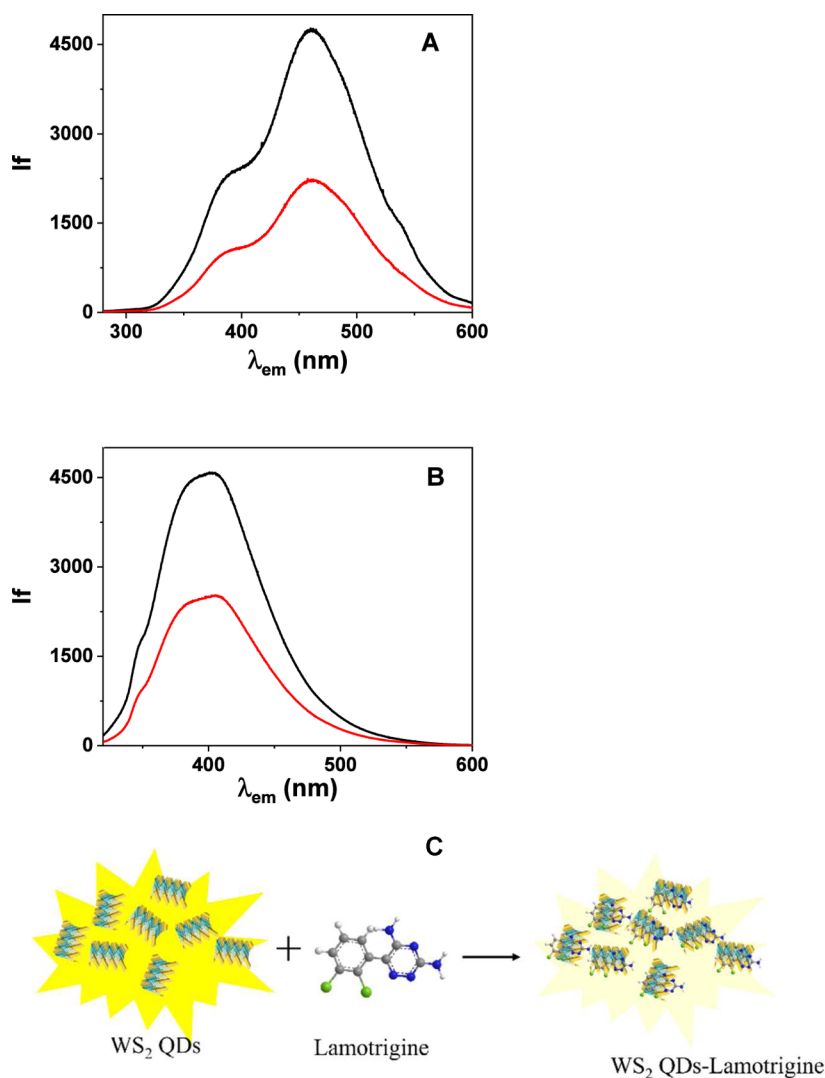 A
4500
3000
1500
0
If
300 400 500 600
λem (nm)
B
4500
3000
1500
0
If
400 500 600
λem (nm)
C
+
WS2 QDs
Lamotrigine
WS2 QDs-Lamotrigine